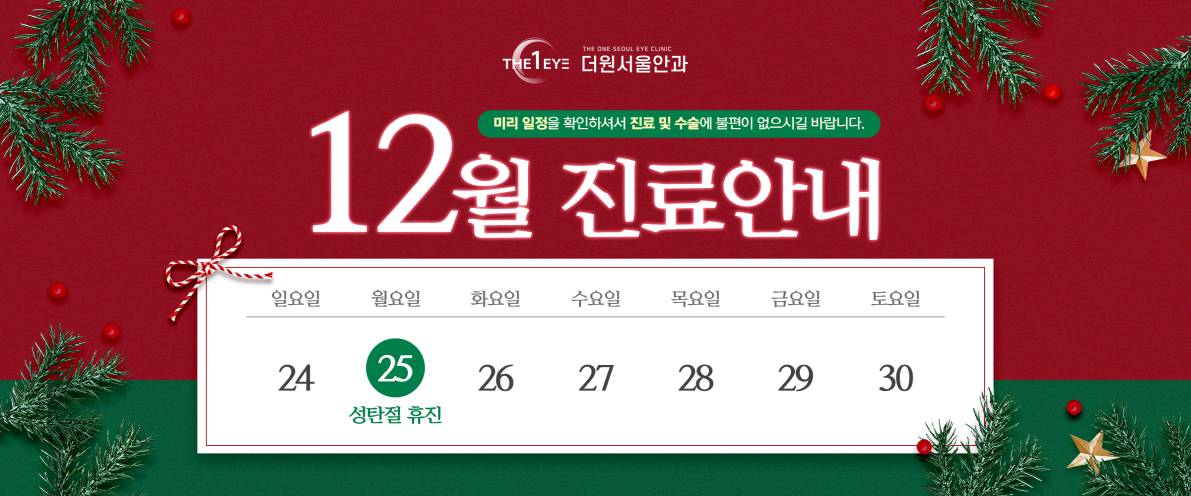 THE1EYE
THE ONE SEOUL EYE CLINIC
더원서울안과
미리 일정을 확인하셔서 진료 및 수술에 불편이 없으시길 바랍니다.
12월 진료안내
일요일 월요일 화요일 수요일 목요일 금요일 토요일
24 25 26 27 28 29 30
성탄절 휴진